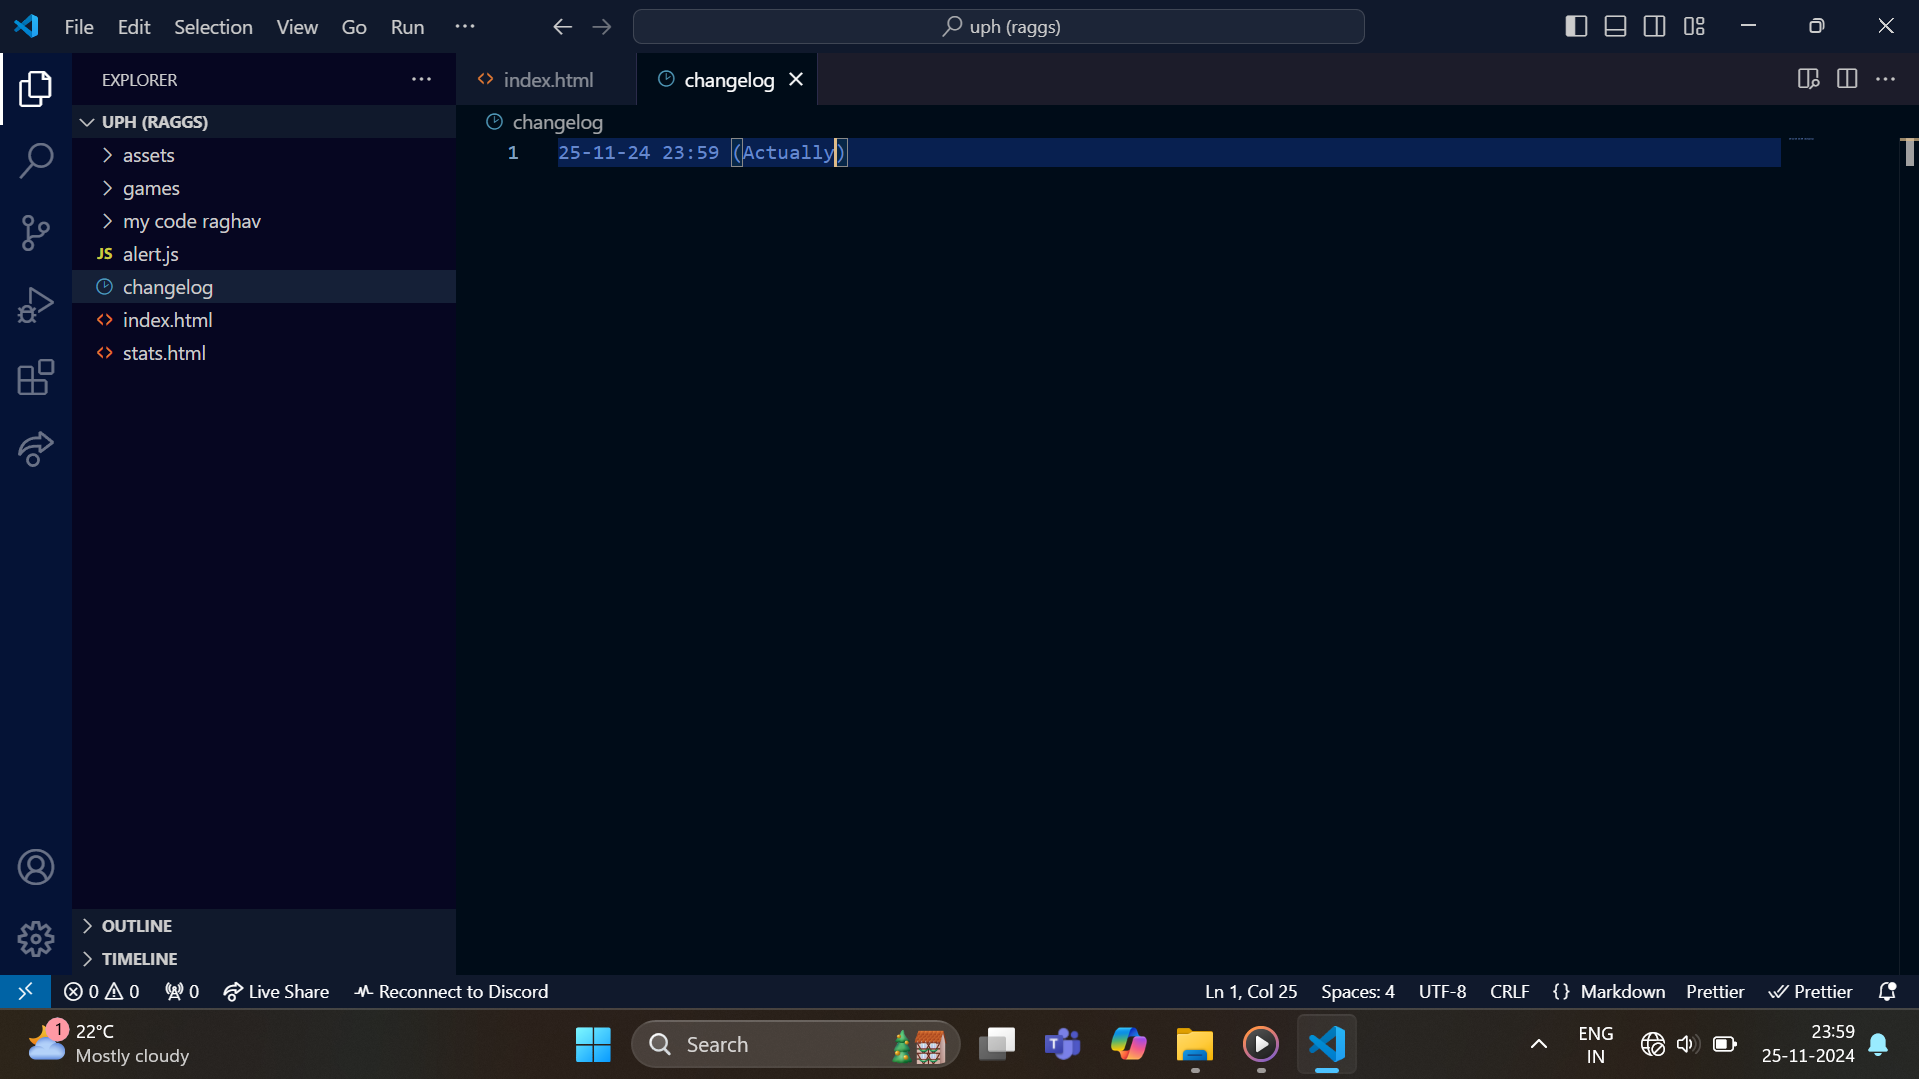 File Edit Selection View Go Run ··· uph (raggs)
EXPLORER ···
index.html
changelog
UPH (RAGGS)
assets
games
my code raghav
JS alert.js
changelog
index.html
stats.html
changelog
1 25-11-24 23:59 (Actually)
OUTLINE
TIMELINE
0 0 0 Live Share Reconnect to Discord Ln 1, Col 25 Spaces: 4 UTF-8 CRLF {} Markdown Prettier Prettier
1
22°C
Mostly cloudy
Search
T
ENG
IN
23:59
25-11-2024